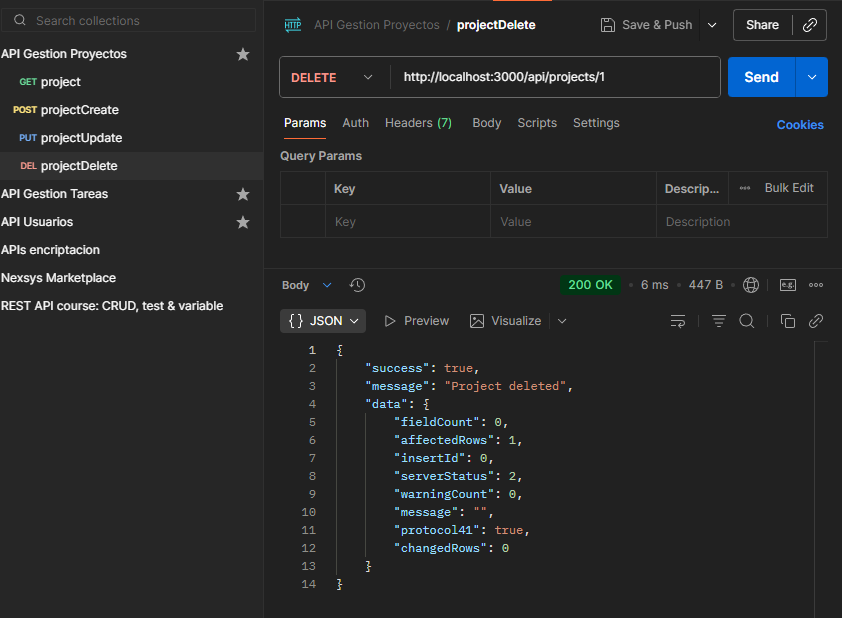 Search collections
API Gestion Proyectos
GET project
POST projectCreate
PUT projectUpdate
DEL projectDelete
API Gestion Tareas
API Usuarios
APIs encriptacion
Nexsys Marketplace
REST API course: CRUD, test & variable
HTTP API Gestion Proyectos / projectDelete Save & Push Share
DELETE http://localhost:3000/api/projects/1 Send
Params Auth Headers (7) Body Scripts Settings Cookies
Query Params
Key Value Descrip... Bulk Edit
Key Value Description
Body 200 OK • 6 ms • 447 B • e.g.
{} JSON Preview Visualize
1 {
2 "success": true,
3 "message": "Project deleted",
4 "data": {
5 "fieldCount": 0,
6 "affectedRows": 1,
7 "insertId": 0,
8 "serverStatus": 2,
9 "warningCount": 0,
10 "message": "",
11 "protocol41": true,
12 "changedRows": 0
13 }
14 }